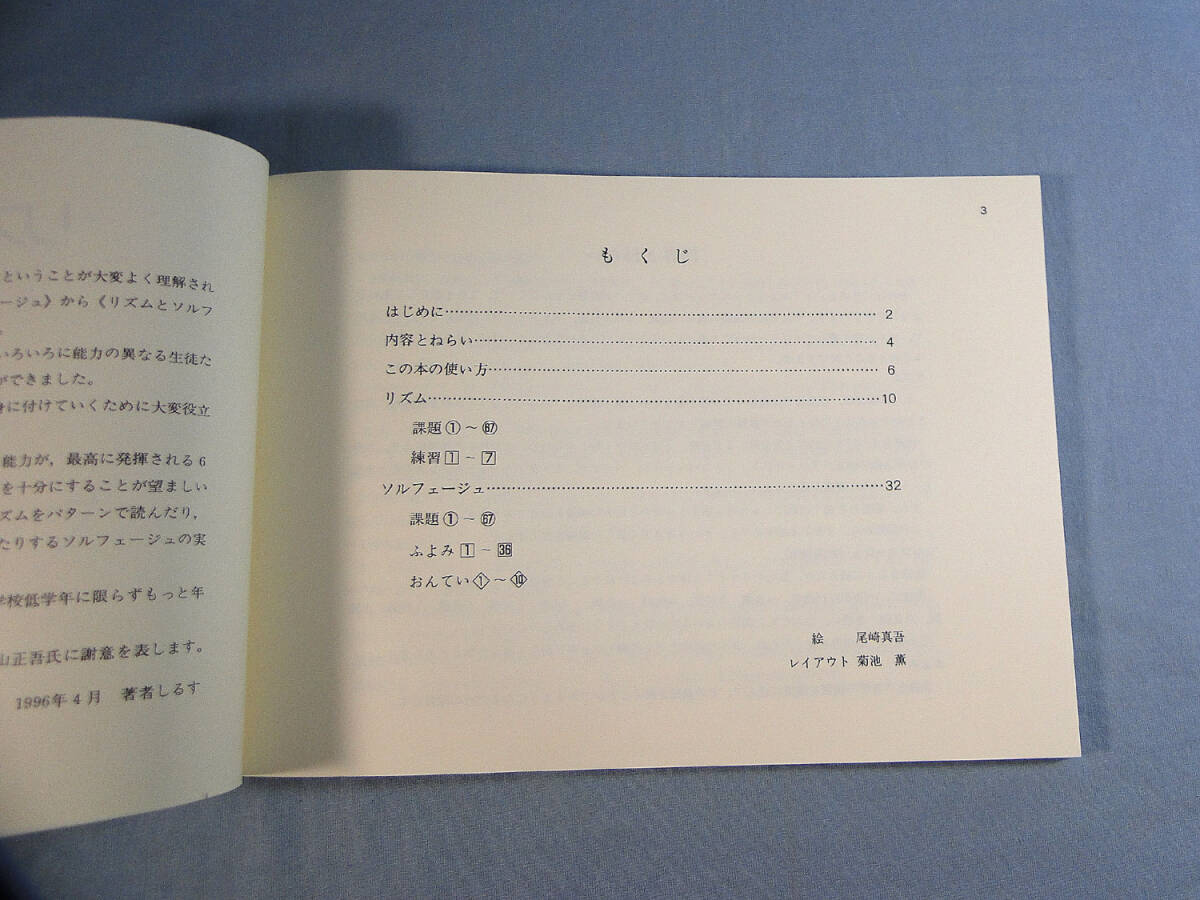 ということが大変よく理解され
ージュ》から《リズムとソルフ
。
いろいろに能力の異なる生徒た
ができました。
身に付けていくために大変役立
能力が，最高に発揮される6
を十分にすることが望ましい
ズムをパターンで読んだり，
たりするソルフェージュの実
学校低学年に限らずもっと年
山正吾氏に謝意を表します。
1996年4月 著者しるす
3
もくじ
はじめに……………………………………2
内容とねらい……………………………………4
この本の使い方……………………………………6
リズム……………………………………10
課題①～㊿
練習1～7
ソルフェージュ……………………………………32
課題①～
ふよみ1～36
おんてい①～⑩
絵 尾崎真吾
レイアウト 菊池 薫